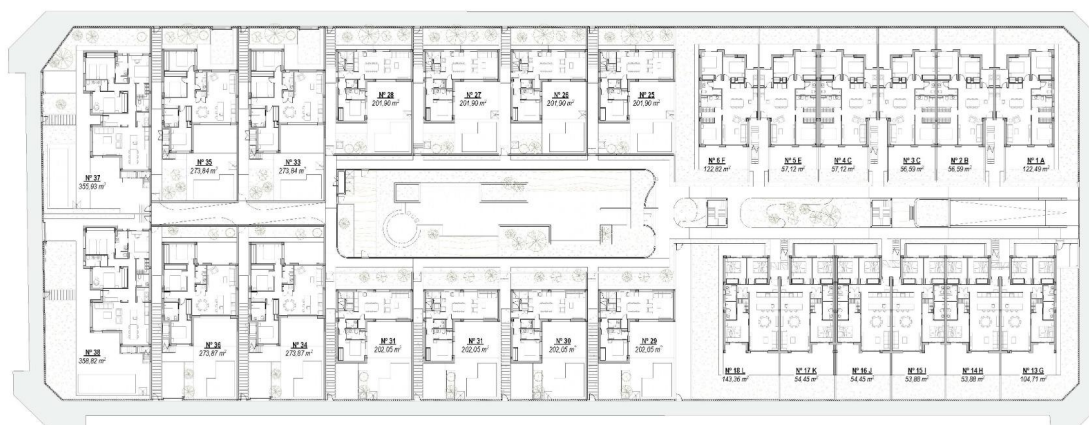 Nº 28
201,90 m²
Nº 27
201,90 m²
Nº 26
201,90 m²
Nº 25
201,90 m²
Nº 35
273,84 m²
Nº 33
273,84 m²
Nº 37
355,93 m²
Nº 6 F
122,82 m²
Nº 5 E
57,12 m²
Nº 4 C
57,12 m²
Nº 3 C
56,59 m²
Nº 2 B
56,59 m²
Nº 1 A
122,49 m²
Nº 38
358,82 m²
Nº 36
273,87 m²
Nº 34
273,87 m²
Nº 31
202,05 m²
Nº 31
202,05 m²
Nº 30
202,05 m²
Nº 29
202,05 m²
Nº 18 L
143,36 m²
Nº 17 K
54,45 m²
Nº 16 J
54,45 m²
Nº 15 I
53,88 m²
Nº 14 H
53,88 m²
Nº 13 G
194,71 m²